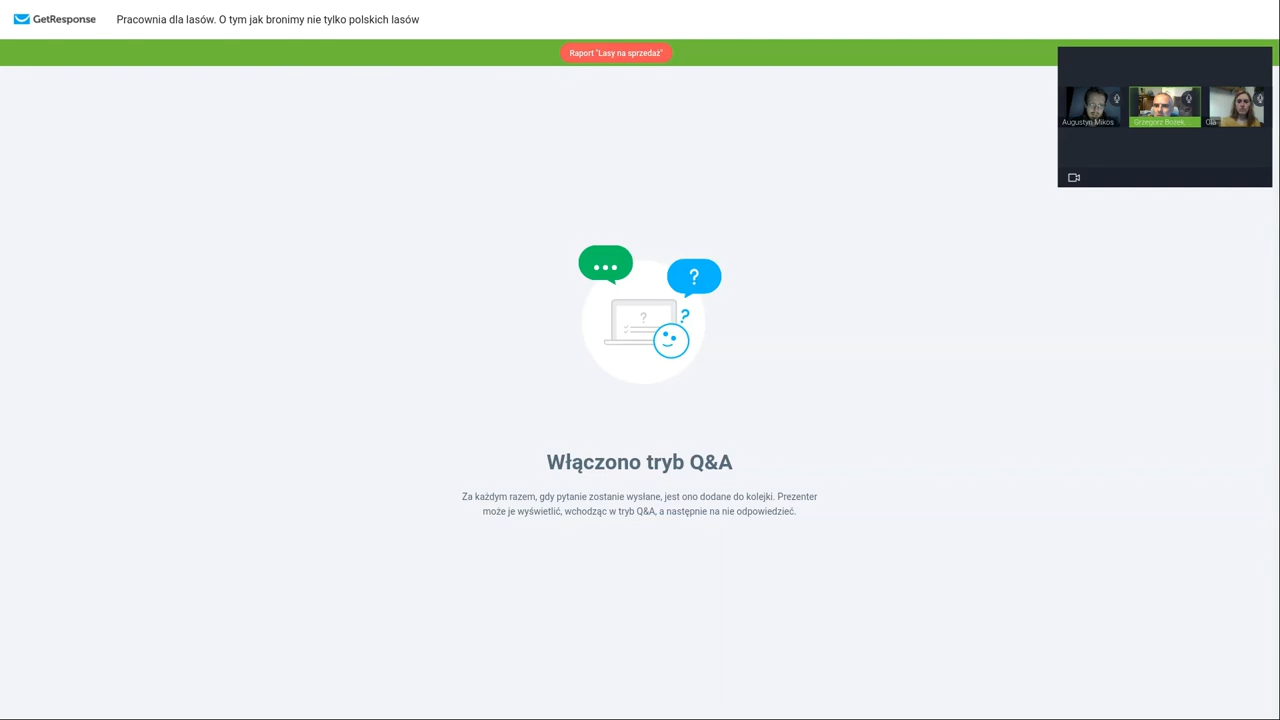 GetResponse
Pracownia dla lasów. O tym jak bronimy nie tylko polskich lasów
Raport "Lasy na sprzedaż"
Augustyn Mikos
Grzegorz Bożek
Ola
...
?
?
?
Włączono tryb Q&A
Za każdym razem, gdy pytanie zostanie wysłane, jest ono dodane do kolejki. Prezenter
może je wyświetlić, wchodząc w tryb Q&A, a następnie na nie odpowiedzieć.